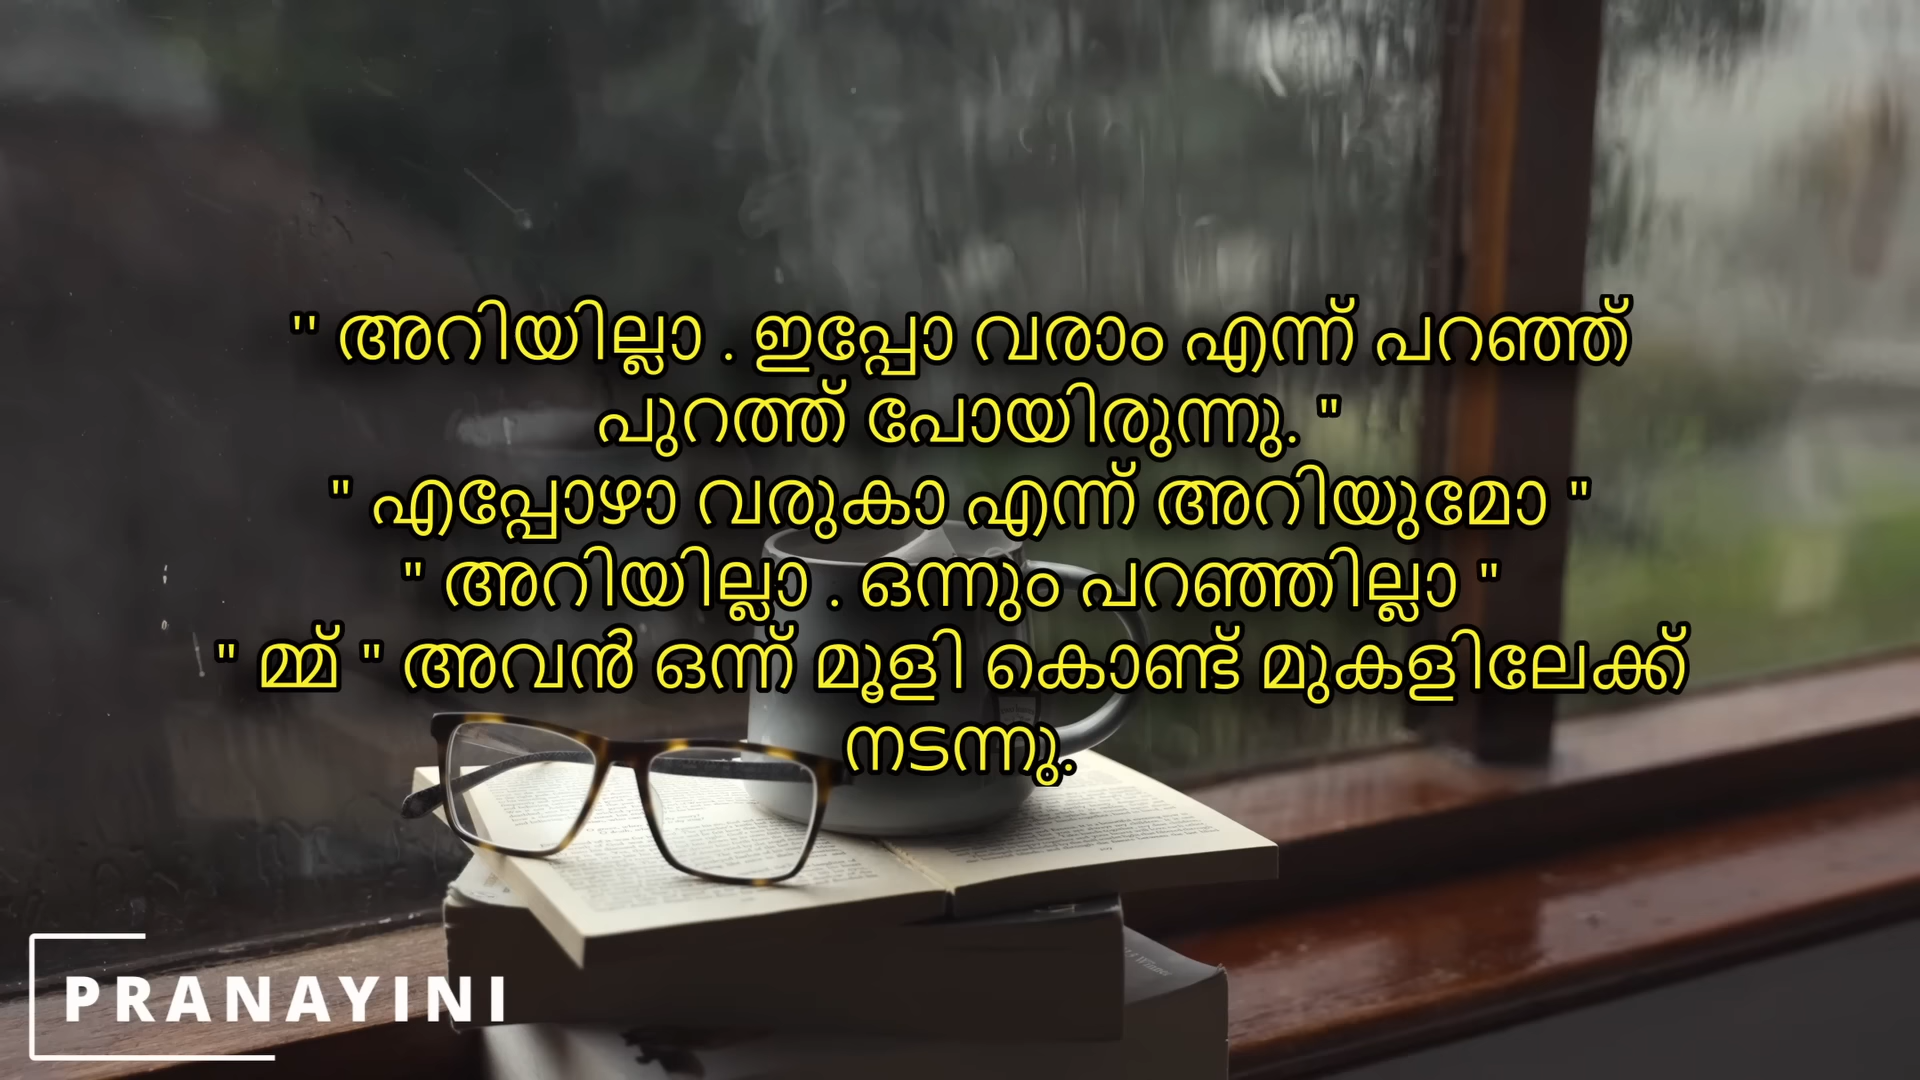 '' അറിയില്ലാ . ഇപ്പോ വരാം എന്ന് പറഞ്ഞ്
പുറത്ത് പോയിരുന്നു. "
" എപ്പോഴാ വരുകാ എന്ന് അറിയുമോ "
" അറിയില്ലാ . ഒന്നും പറഞ്ഞില്ലാ "
" മ്മ് " അവൻ ഒന്ന് മൂളി കൊണ്ട് മുകളിലേക്ക്
നടന്നു.
PRANAYINI